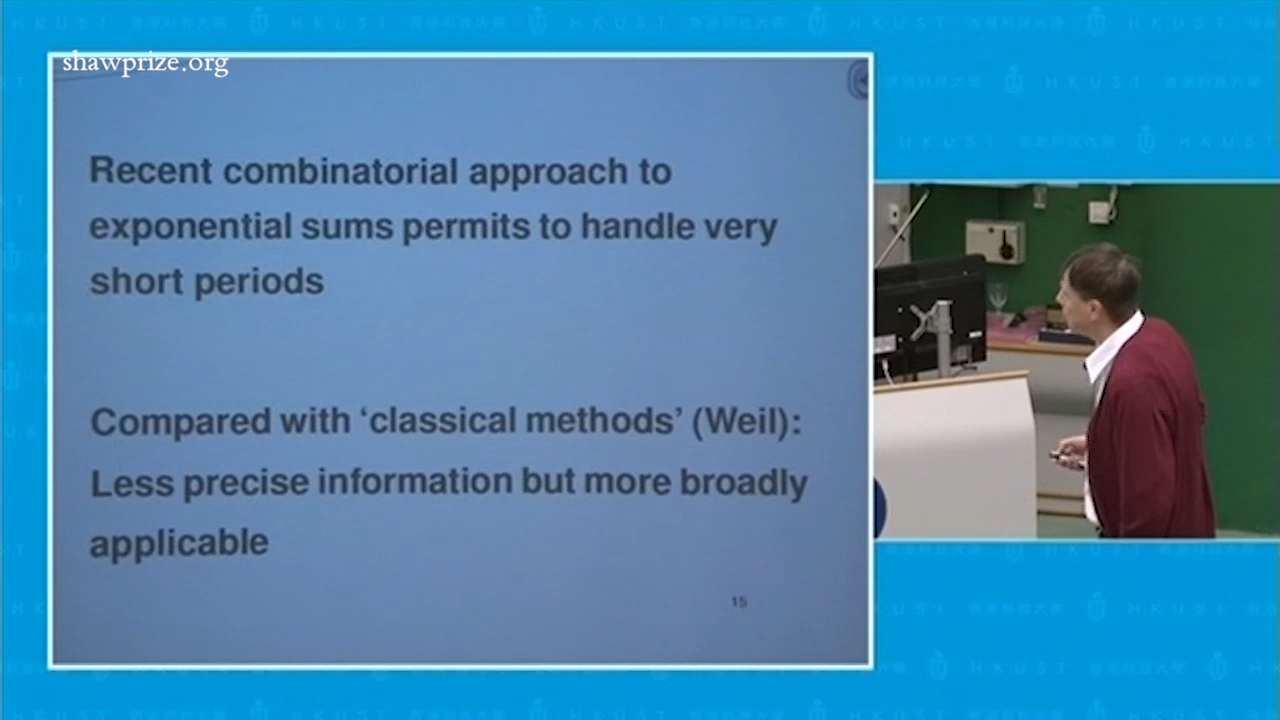 shawprize.org
Recent combinatorial approach to
exponential sums permits to handle very
short periods
Compared with ‘classical methods’ (Weil):
Less precise information but more broadly
applicable
15
HKUST